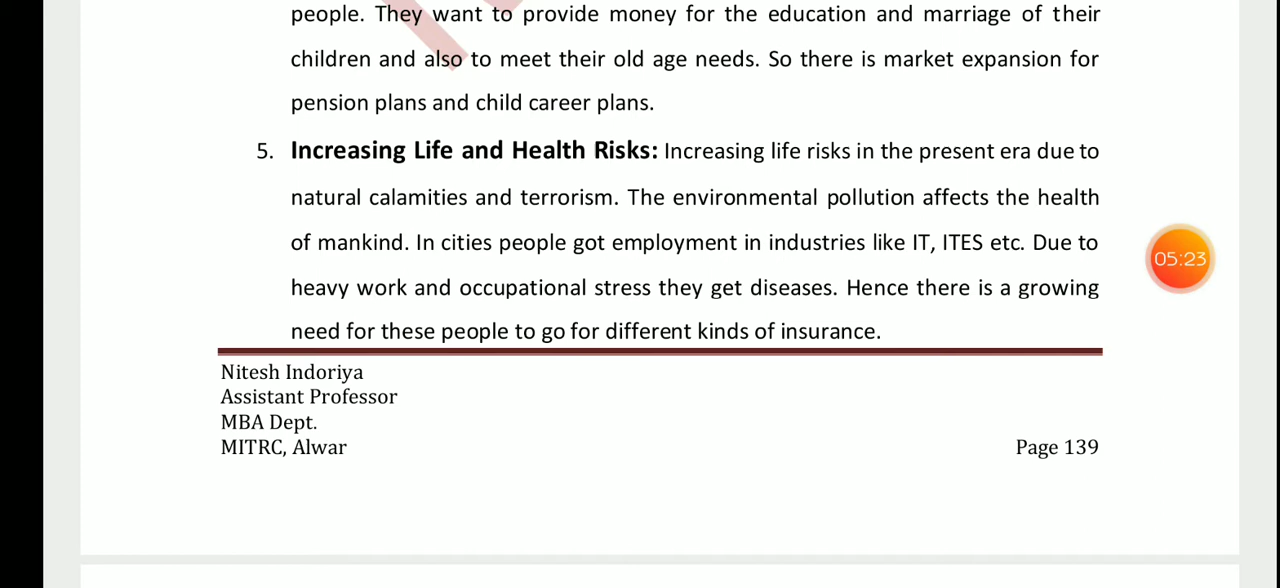 people. They want to provide money for the education and marriage of their
children and also to meet their old age needs. So there is market expansion for
pension plans and child career plans.
5. Increasing Life and Health Risks: Increasing life risks in the present era due to
natural calamities and terrorism. The environmental pollution affects the health
of mankind. In cities people got employment in industries like IT, ITES etc. Due to
05:23
heavy work and occupational stress they get diseases. Hence there is a growing
need for these people to go for different kinds of insurance.
Nitesh Indoriya
Assistant Professor
MBA Dept.
MITRC, Alwar
Page 139